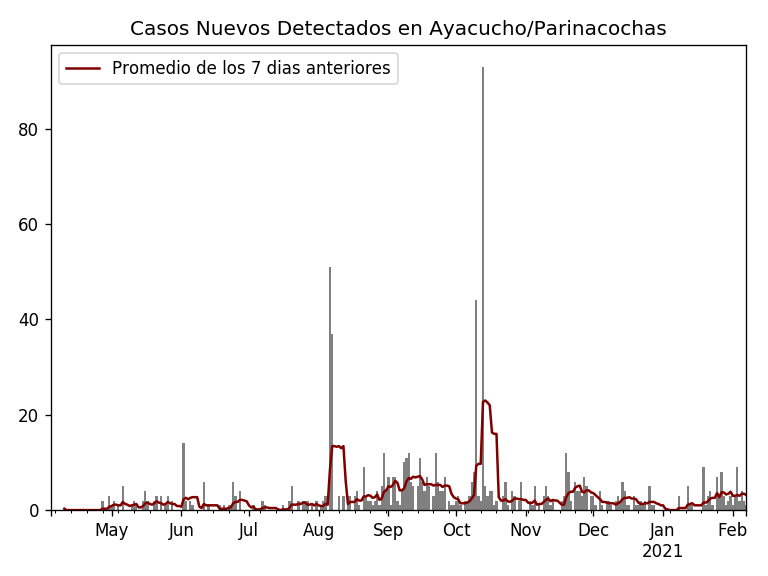 Casos Nuevos Detectados en Ayacucho/Parinacochas
Promedio de los 7 dias anteriores
80
60
40
20
0
May Jun Jul Aug Sep Oct Nov Dec Jan Feb
2021